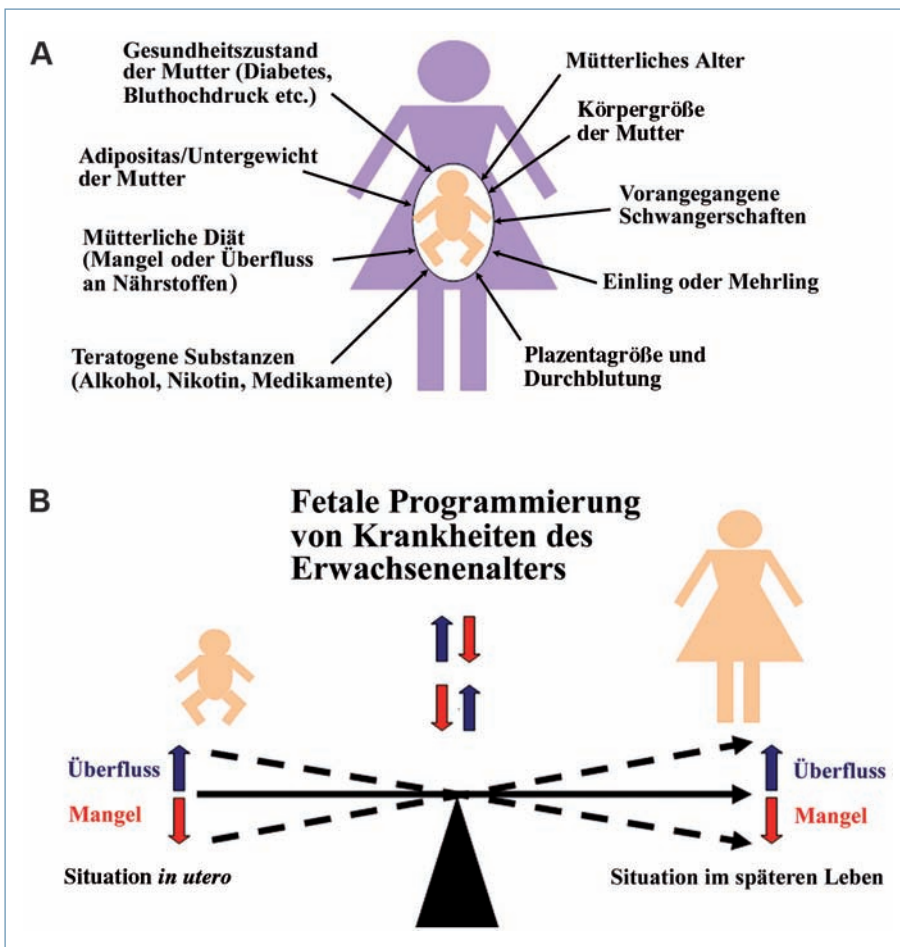 A
Gesundheitszustand
der Mutter (Diabetes,
Bluthochdruck etc.)
Mütterliches Alter
Körpergröße
der Mutter
Adipositas/Untergewicht
der Mutter
Vorangegangene
Schwangerschaften
Mütterliche Diät
(Mangel oder Überfluss
an Nährstoffen)
Einling oder Mehrling
Teratogene Substanzen
(Alkohol, Nikotin, Medikamente)
Plazentagröße und
Durchblutung
B
Fetale Programmierung
von Krankheiten des
Erwachsenenalters
Überfluss
Mangel
Situation in utero
Überfluss
Mangel
Situation im späteren Leben